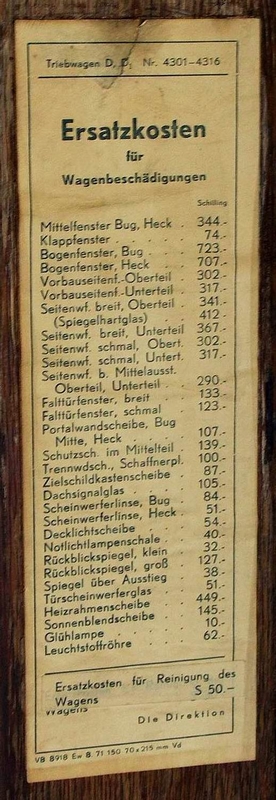 Triebwagen D, D₁ Nr. 4301–4316
Ersatzkosten
für
Wagenbeschädigungen
Schilling
Mittelfenster Bug, Heck . 344.-
Klappfenster . . . . . 74.-
Bogenfenster, Bug . . . 723.-
Bogenfenster, Heck . . 707.-
Vorbauseitenf.-Oberteil . 302.-
Vorbauseitenf.-Unterteil . 317.-
Seitenwf. breit, Oberteil . 341.-
(Spiegelhartglas) . . 412.-
Seitenwf. breit, Unterteil 367.-
Seitenwf. schmal, Obert. 302.-
Seitenwf. schmal, Untert. 317.-
Seitenwf. b. Mittelausst.
Oberteil, Unterteil . . 290.-
Falttürfenster, breit . . 133.-
Falttürfenster, schmal . 123.-
Portalwandscheibe, Bug
Mitte, Heck . . . . 107.-
Schutzsch. im Mittelteil . 139.-
Trennwdsch., Schaffnerpl. 100.-
Zielschildkastenscheibe . 87.-
Dachsignalglas . . . . 105.-
Scheinwerferlinse, Bug . 84.-
Scheinwerferlinse, Heck . 51.-
Decklichtscheibe . . . 54.-
Notlichtlampenschale . . 40.-
Rückblickspiegel, klein . 32.-
Rückblickspiegel, groß . 127.-
Spiegel über Ausstieg . 38.-
Türscheinwerferglas . . 51.-
Heizrahmenscheibe . . 449.-
Sonnenblendscheibe . . 145.-
Glühlampe . . . . . 10.-
Leuchtstoffröhre . . . 62.-
Ersatzkosten für Reinigung des
Wagens S 50.–
Wagens
Die Direktion
VB 8918 Ew 8. 71 150 70 x 215 mm Vd